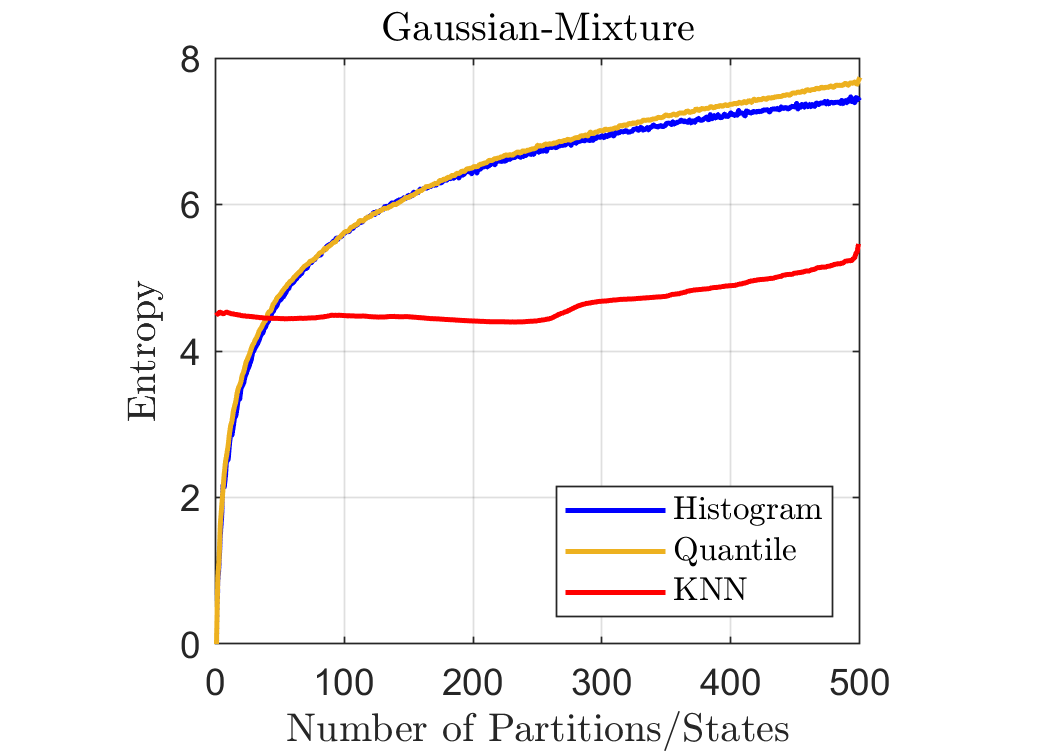 Gaussian-Mixture
8
6
4
2
0
Entropy
Histogram
Quantile
KNN
0 100 200 300 400 500
Number of Partitions/States